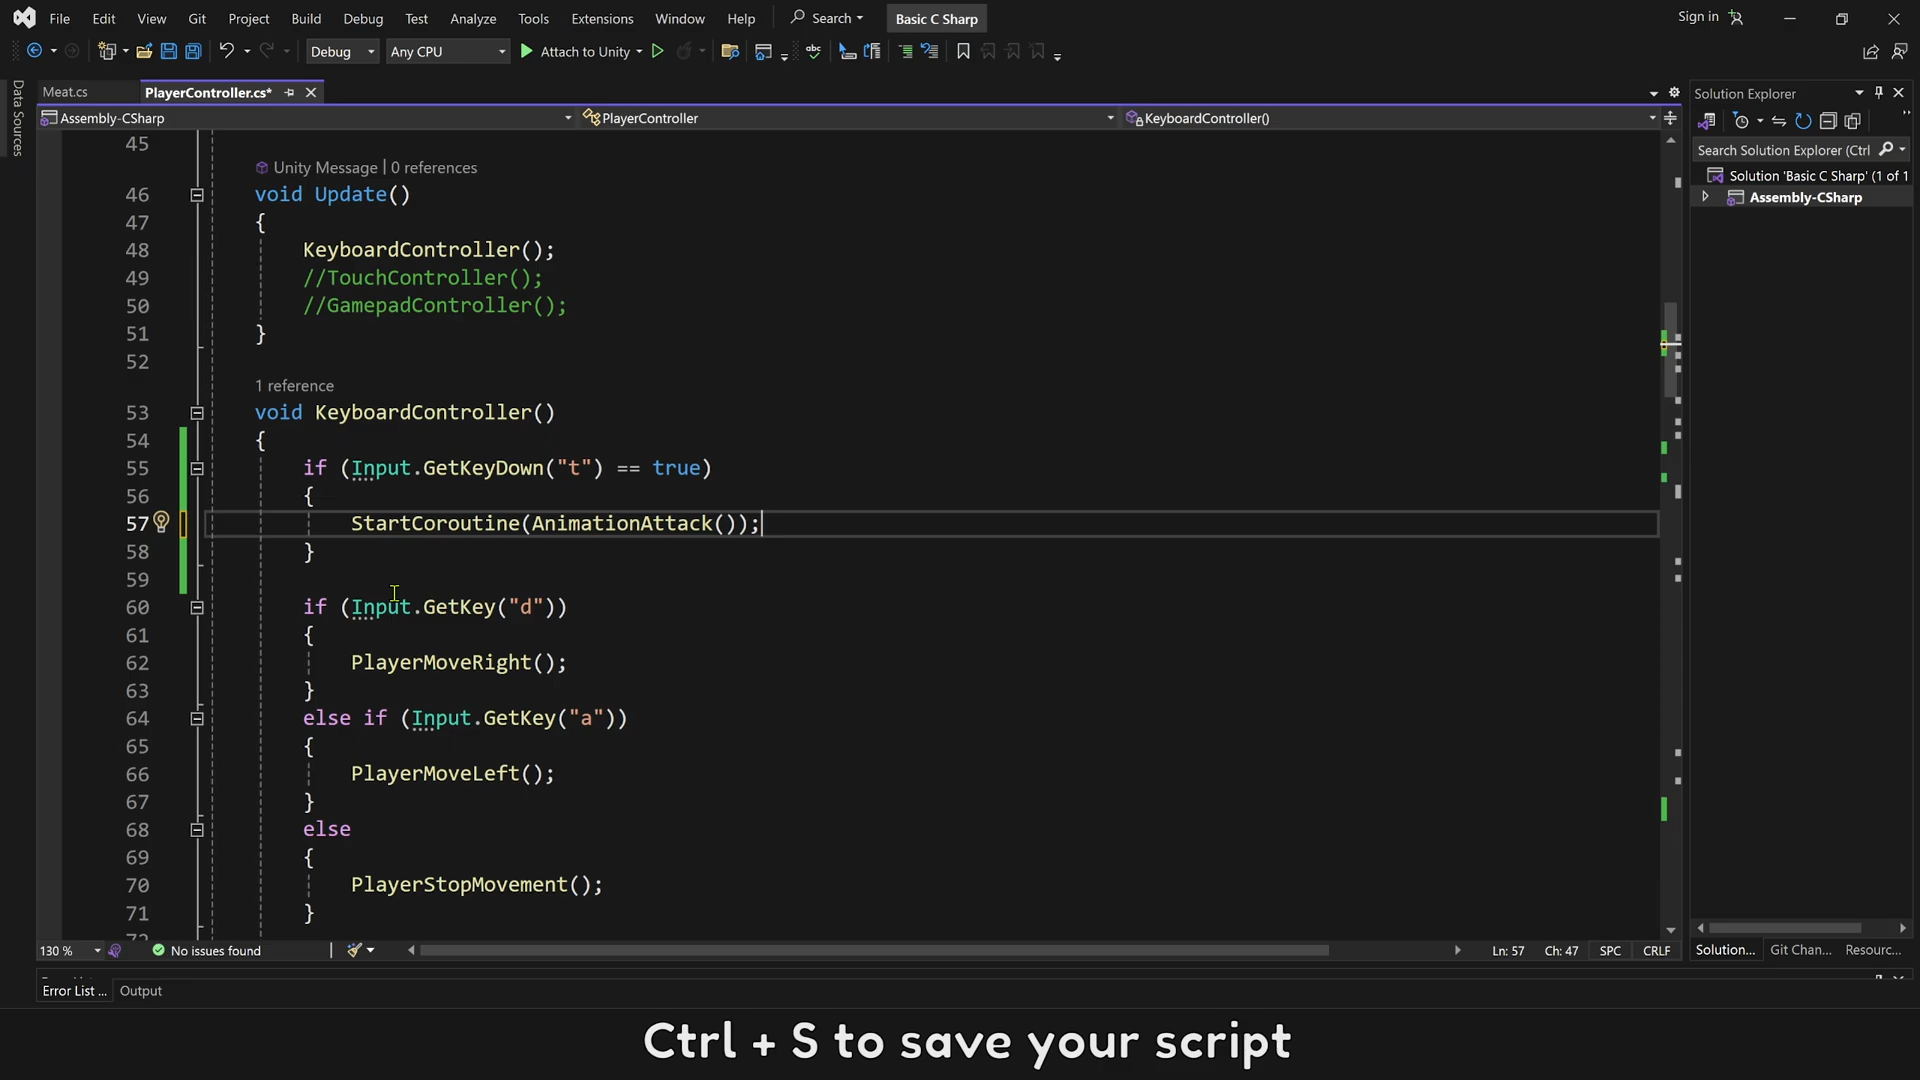 File Edit View Git Project Build Debug Test Analyze Tools Extensions Window Help Search Basic C Sharp Sign in
Debug Any CPU Attach to Unity abc
Data Sources
Meat.cs PlayerController.cs*
Assembly-CSharp PlayerController KeyboardController()
45
Unity Message | 0 references
46 void Update()
47 {
48 KeyboardController();
49 //TouchController();
50 //GamepadController();
51 }
52
1 reference
53 void KeyboardController()
54 {
55 if (Input.GetKeyDown("t") == true)
56 {
57 StartCoroutine(AnimationAttack());
58 }
59
60 if (Input.GetKey("d"))
61 {
62 PlayerMoveRight();
63 }
64 else if (Input.GetKey("a"))
65 {
66 PlayerMoveLeft();
67 }
68 else
69 {
70 PlayerStopMovement();
71 }
Solution Explorer
Search Solution Explorer (Ctrl
Solution 'Basic C Sharp' (1 of 1
Assembly-CSharp
130 % No issues found Ln: 57 Ch: 47 SPC CRLF
Solution... Git Chan... Resourc...
Error List ... Output
Ctrl + S to save your script